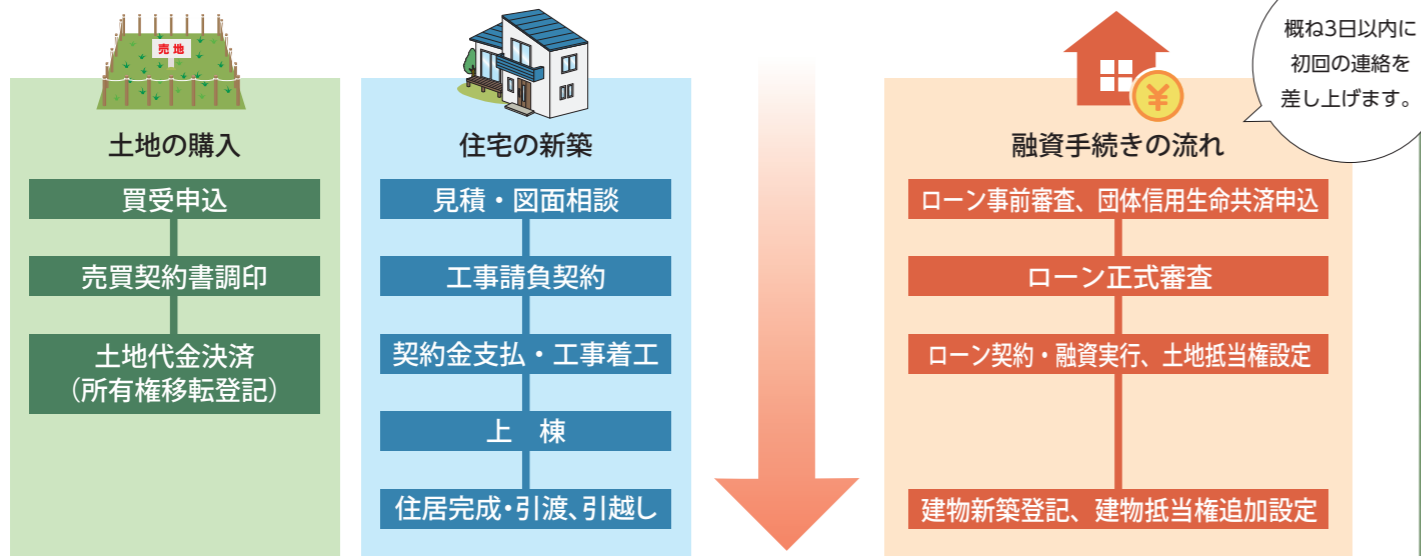 売地
土地の購入
買受申込
売買契約書調印
土地代金決済
（所有権移転登記）
住宅の新築
見積・図面相談
工事請負契約
契約金支払・工事着工
上　棟
住居完成・引渡、引越し
概ね3日以内に
初回の連絡を
差し上げます。
融資手続きの流れ
ローン事前審査、団体信用生命共済申込
ローン正式審査
ローン契約・融資実行、土地抵当権設定
建物新築登記、建物抵当権追加設定